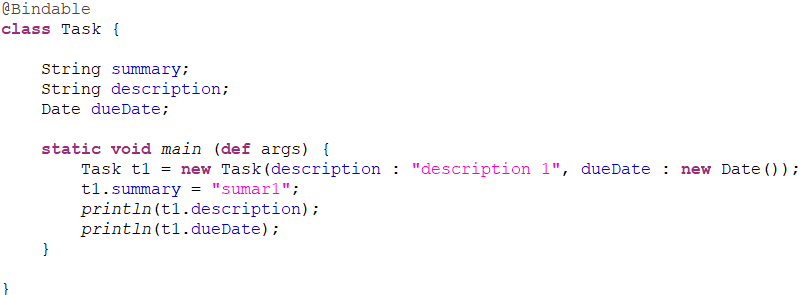 @Bindable
class Task {
String summary;
String description;
Date dueDate;
static void main (def args) {
Task t1 = new Task(description : "description 1", dueDate : new Date());
t1.summary = "sumar1";
println(t1.description);
println(t1.dueDate);
}
}